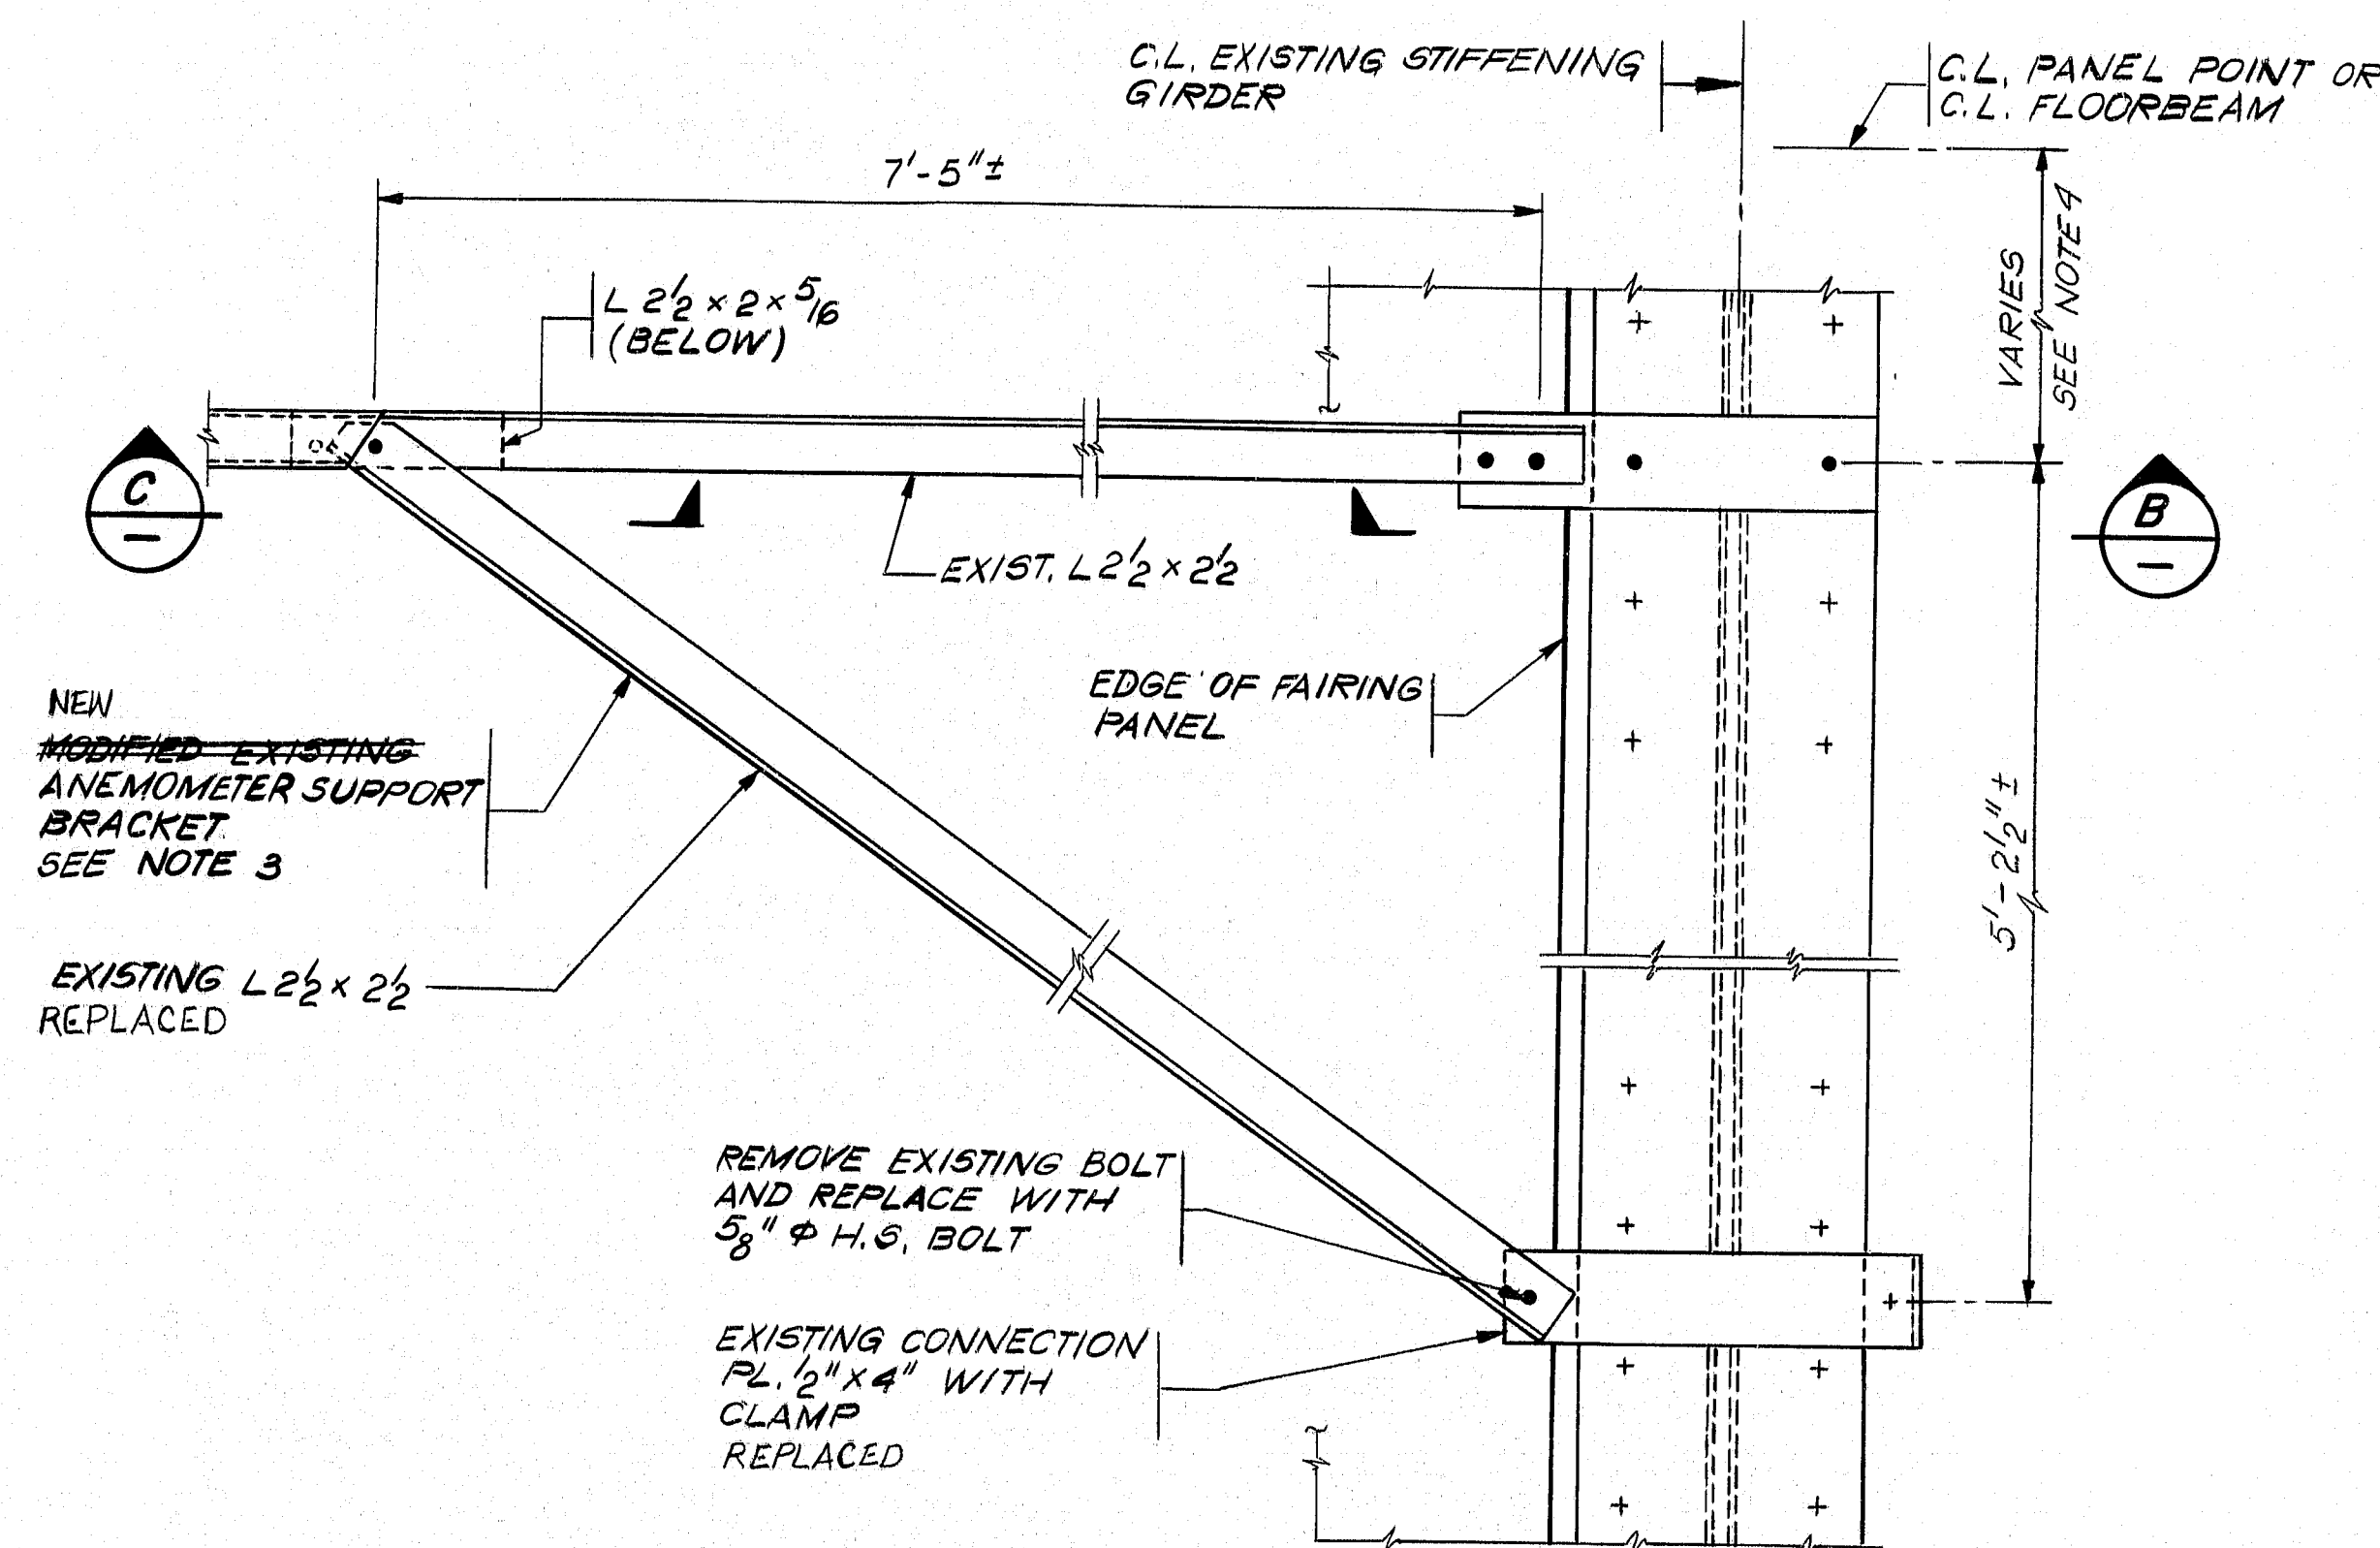 C.L. EXISTING STIFFENING
GIRDER
C.L. PANEL POINT OR
C.L. FLOORBEAM
7'-5"±
VARIES
SEE NOTE 4
L 2½ × 2 × 5/16
(BELOW)
C
B
EXIST. L 2½ × 2½
EDGE OF FAIRING
PANEL
NEW
MODIFIED EXISTING
ANEMOMETER SUPPORT
BRACKET
SEE NOTE 3
5'-2½"±
EXISTING L 2½ × 2½
REPLACED
REMOVE EXISTING BOLT
AND REPLACE WITH
5/8" Φ H.S. BOLT
EXISTING CONNECTION
PL. ½" × 4" WITH
CLAMP
REPLACED